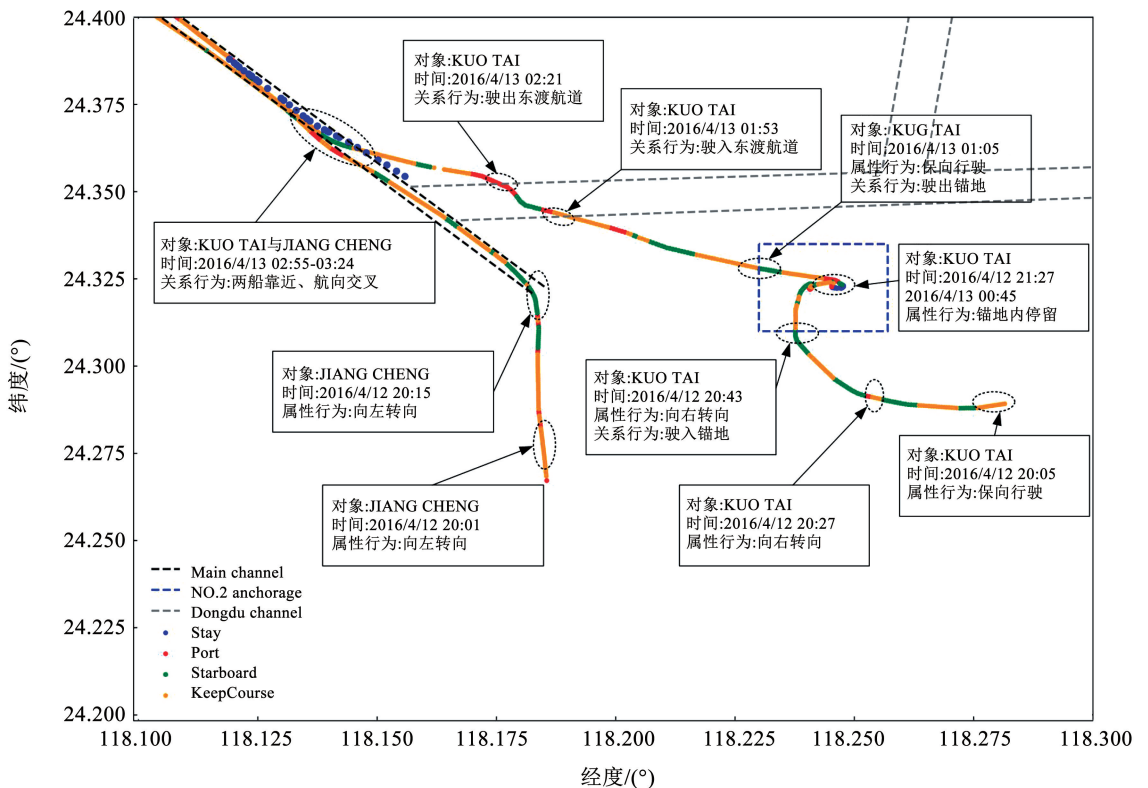 24.400
24.375
24.350
24.325
24.300
24.275
24.250
24.225
24.200
纬度/(°)
对象:KUO TAI
时间:2016/4/13 02:21
关系行为:驶出东渡航道
对象:KUO TAI
时间:2016/4/13 01:53
关系行为:驶入东渡航道
对象:KUG TAI
时间:2016/4/13 01:05
属性行为:保向行驶
关系行为:驶出锚地
对象:KUO TAI与JIANG CHENG
时间:2016/4/13 02:55-03:24
关系行为:两船靠近、航向交叉
对象:KUO TAI
时间:2016/4/12 21:27
2016/4/13 00:45
属性行为:锚地内停留
对象:JIANG CHENG
时间:2016/4/12 20:15
属性行为:向左转向
对象:KUO TAI
时间:2016/4/12 20:43
属性行为:向右转向
关系行为:驶入锚地
对象:KUO TAI
时间:2016/4/12 20:05
属性行为:保向行驶
对象:JIANG CHENG
时间:2016/4/12 20:01
属性行为:向左转向
对象:KUO TAI
时间:2016/4/12 20:27
属性行为:向右转向
Main channel
NO.2 anchorage
Dongdu channel
Stay
Port
Starboard
KeepCourse
118.100 118.125 118.150 118.175 118.200 118.225 118.250 118.275 118.300
经度/(°)